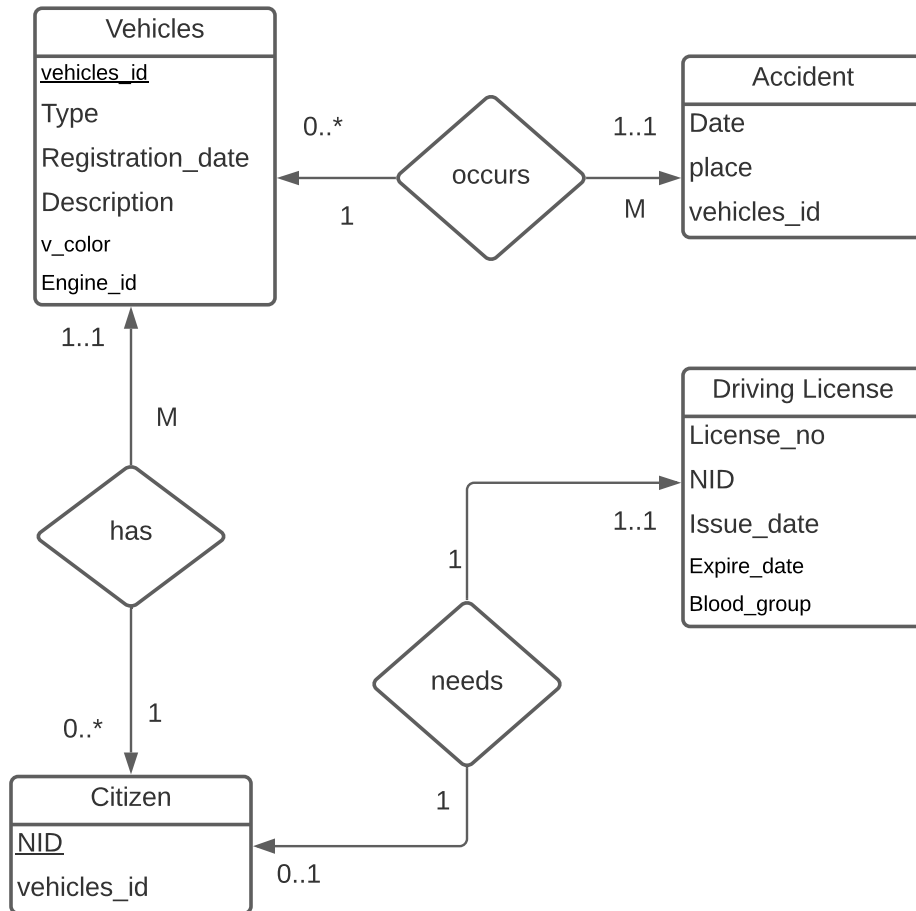 Vehicles
vehicles_id
Type
Registration_date
Description
v_color
Engine_id
0..*
1
occurs
1..1
M
Accident
Date
place
vehicles_id
1..1
M
has
0..*
1
Citizen
NID
vehicles_id
Driving License
License_no
NID
Issue_date
Expire_date
Blood_group
1..1
1
needs
1
0..1